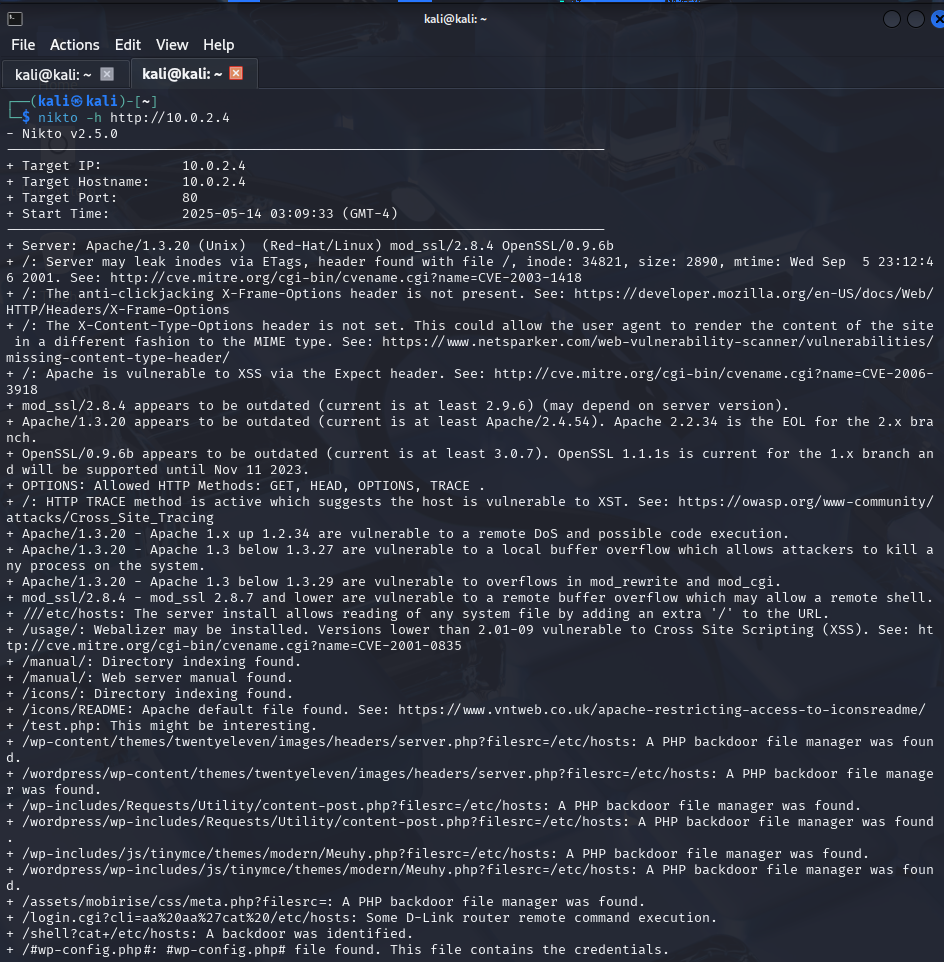 kali@kali: ~
File Actions Edit View Help
kali@kali: ~ kali@kali: ~
┌──(kali㉿kali)-[~]
└─$ nikto -h http://10.0.2.4
- Nikto v2.5.0
---------------------------------------------------------------------------
+ Target IP:          10.0.2.4
+ Target Hostname:    10.0.2.4
+ Target Port:        80
+ Start Time:         2025-05-14 03:09:33 (GMT-4)
---------------------------------------------------------------------------
+ Server: Apache/1.3.20 (Unix)  (Red-Hat/Linux) mod_ssl/2.8.4 OpenSSL/0.9.6b
+ /: Server may leak inodes via ETags, header found with file /, inode: 34821, size: 2890, mtime: Wed Sep  5 23:12:4
6 2001. See: http://cve.mitre.org/cgi-bin/cvename.cgi?name=CVE-2003-1418
+ /: The anti-clickjacking X-Frame-Options header is not present. See: https://developer.mozilla.org/en-US/docs/Web/
HTTP/Headers/X-Frame-Options
+ /: The X-Content-Type-Options header is not set. This could allow the user agent to render the content of the site
 in a different fashion to the MIME type. See: https://www.netsparker.com/web-vulnerability-scanner/vulnerabilities/
missing-content-type-header/
+ /: Apache is vulnerable to XSS via the Expect header. See: http://cve.mitre.org/cgi-bin/cvename.cgi?name=CVE-2006-
3918
+ mod_ssl/2.8.4 appears to be outdated (current is at least 2.9.6) (may depend on server version).
+ Apache/1.3.20 appears to be outdated (current is at least Apache/2.4.54). Apache 2.2.34 is the EOL for the 2.x bra
nch.
+ OpenSSL/0.9.6b appears to be outdated (current is at least 3.0.7). OpenSSL 1.1.1s is current for the 1.x branch an
d will be supported until Nov 11 2023.
+ OPTIONS: Allowed HTTP Methods: GET, HEAD, OPTIONS, TRACE .
+ /: HTTP TRACE method is active which suggests the host is vulnerable to XST. See: https://owasp.org/www-community/
attacks/Cross_Site_Tracing
+ Apache/1.3.20 - Apache 1.x up 1.2.34 are vulnerable to a remote DoS and possible code execution.
+ Apache/1.3.20 - Apache 1.3 below 1.3.27 are vulnerable to a local buffer overflow which allows attackers to kill a
ny process on the system.
+ Apache/1.3.20 - Apache 1.3 below 1.3.29 are vulnerable to overflows in mod_rewrite and mod_cgi.
+ mod_ssl/2.8.4 - mod_ssl 2.8.7 and lower are vulnerable to a remote buffer overflow which may allow a remote shell.
+ ///etc/hosts: The server install allows reading of any system file by adding an extra '/' to the URL.
+ /usage/: Webalizer may be installed. Versions lower than 2.01-09 vulnerable to Cross Site Scripting (XSS). See: ht
tp://cve.mitre.org/cgi-bin/cvename.cgi?name=CVE-2001-0835
+ /manual/: Directory indexing found.
+ /manual/: Web server manual found.
+ /icons/: Directory indexing found.
+ /icons/README: Apache default file found. See: https://www.vntweb.co.uk/apache-restricting-access-to-iconsreadme/
+ /test.php: This might be interesting.
+ /wp-content/themes/twentyeleven/images/headers/server.php?filesrc=/etc/hosts: A PHP backdoor file manager was foun
d.
+ /wordpress/wp-content/themes/twentyeleven/images/headers/server.php?filesrc=/etc/hosts: A PHP backdoor file manage
r was found.
+ /wp-includes/Requests/Utility/content-post.php?filesrc=/etc/hosts: A PHP backdoor file manager was found.
+ /wordpress/wp-includes/Requests/Utility/content-post.php?filesrc=/etc/hosts: A PHP backdoor file manager was found
.
+ /wp-includes/js/tinymce/themes/modern/Meuhy.php?filesrc=/etc/hosts: A PHP backdoor file manager was found.
+ /wordpress/wp-includes/js/tinymce/themes/modern/Meuhy.php?filesrc=/etc/hosts: A PHP backdoor file manager was foun
d.
+ /assets/mobirise/css/meta.php?filesrc=: A PHP backdoor file manager was found.
+ /login.cgi?cli=aa%20aa%27cat%20/etc/hosts: Some D-Link router remote command execution.
+ /shell?cat+/etc/hosts: A backdoor was identified.
+ /#wp-config.php#: #wp-config.php# file found. This file contains the credentials.